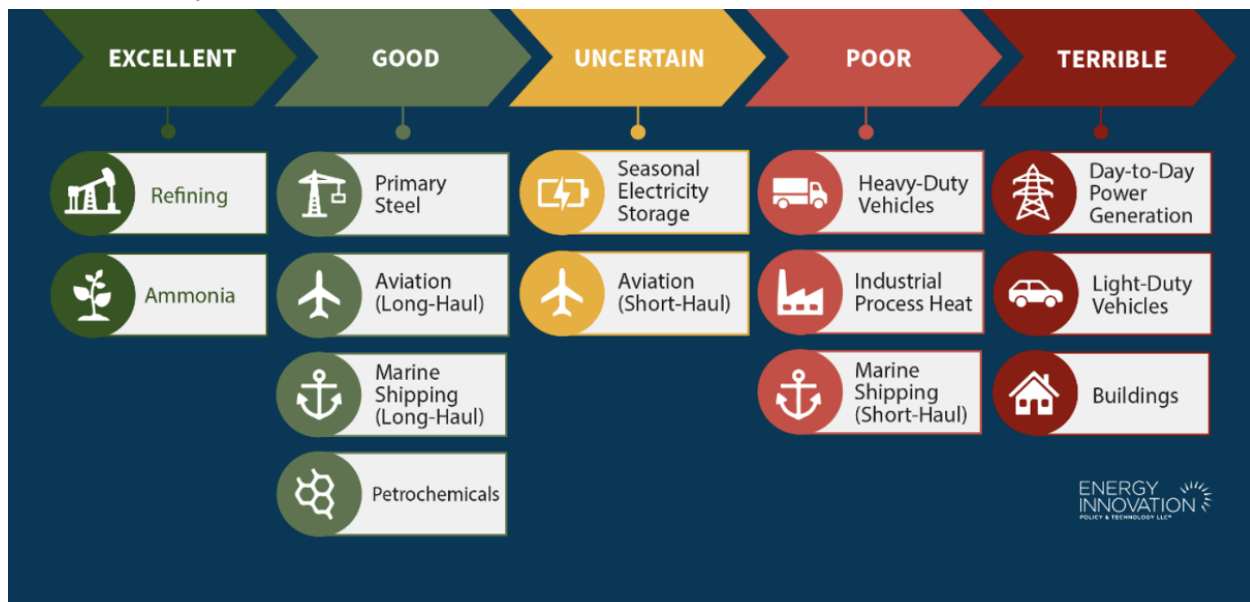 EXCELLENT
GOOD
UNCERTAIN
POOR
TERRIBLE
Refining
Ammonia
Primary
Steel
Aviation
(Long-Haul)
Marine
Shipping
(Long-Haul)
Petrochemicals
Seasonal
Electricity
Storage
Aviation
(Short-Haul)
Heavy-Duty
Vehicles
Industrial
Process Heat
Marine
Shipping
(Short-Haul)
Day-to-Day
Power
Generation
Light-Duty
Vehicles
Buildings
ENERGY
INNOVATION
POLICY & TECHNOLOGY LLC®